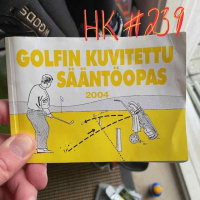 HK #239
GOLFIN KUVITETTU
SÄÄNTÖOPAS
2004